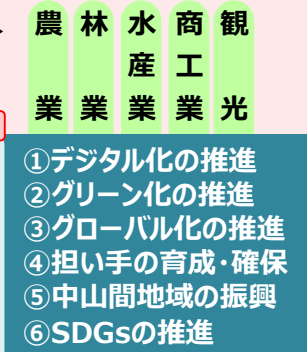 農業
林業
水産業
商工業
観光
①デジタル化の推進
②グリーン化の推進
③グローバル化の推進
④担い手の育成・確保
⑤中山間地域の振興
⑥SDGsの推進